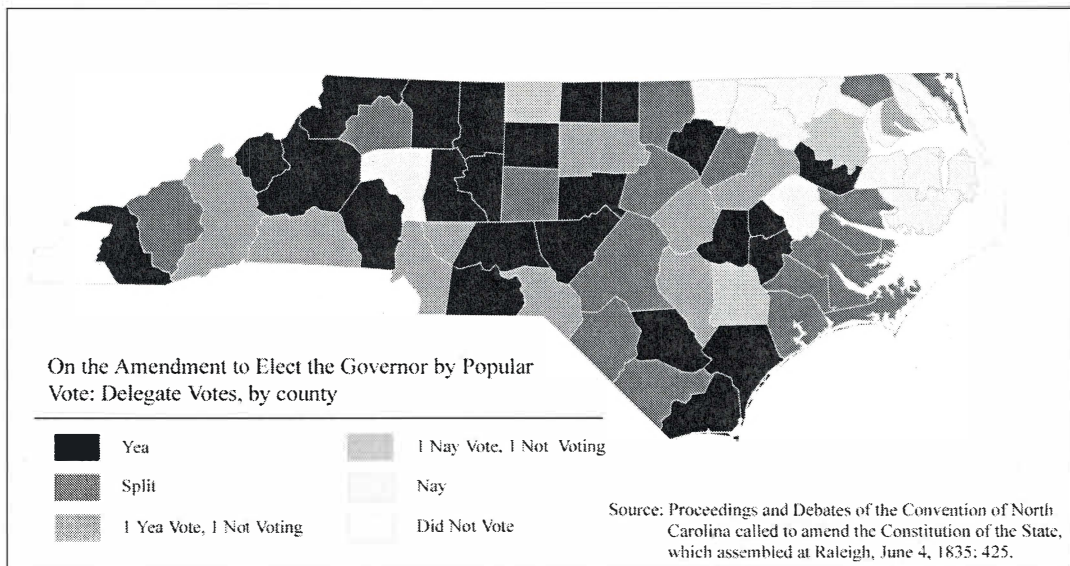 On the Amendment to Elect the Governor by Popular
Vote: Delegate Votes, by county
Yea
Split
1 Yea Vote, 1 Not Voting
1 Nay Vote, 1 Not Voting
Nay
Did Not Vote
Source: Proceedings and Debates of the Convention of North
Carolina called to amend the Constitution of the State,
which assembled at Raleigh, June 4, 1835: 425.